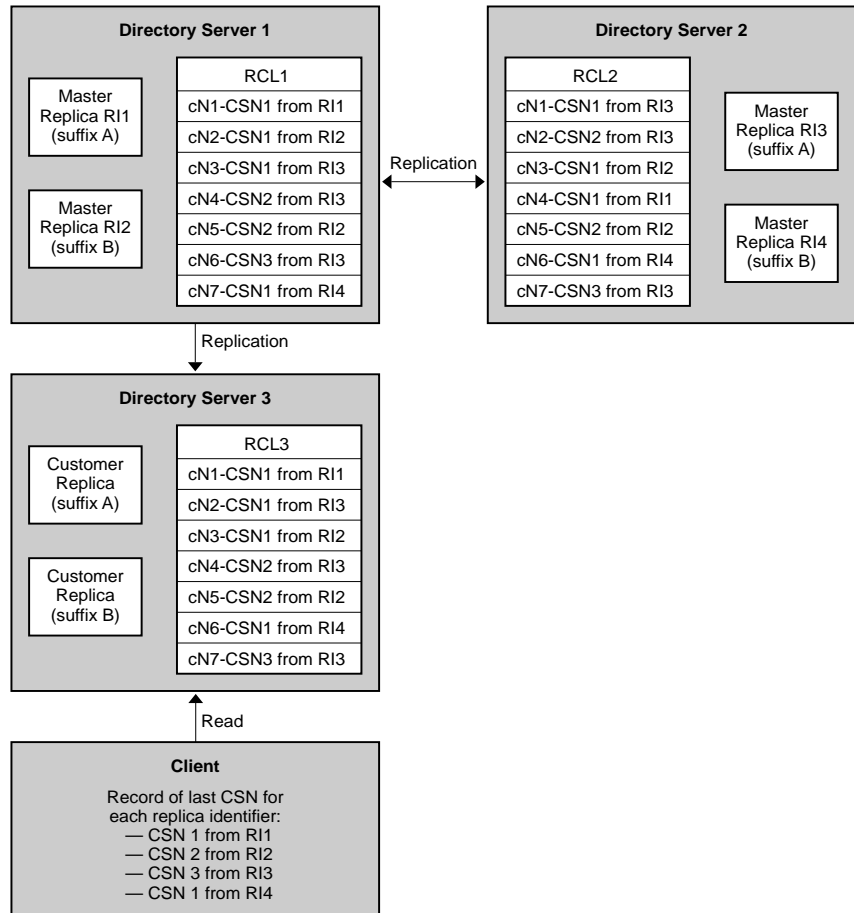 Directory Server 1
Master
Replica RI1
(suffix A)
Master
Replica RI2
(suffix B)
RCL1
cN1-CSN1 from RI1
cN2-CSN1 from RI2
cN3-CSN1 from RI3
cN4-CSN2 from RI3
cN5-CSN2 from RI2
cN6-CSN3 from RI3
cN7-CSN1 from RI4
Replication
Directory Server 2
RCL2
cN1-CSN1 from RI3
cN2-CSN2 from RI3
cN3-CSN1 from RI2
cN4-CSN1 from RI1
cN5-CSN2 from RI2
cN6-CSN1 from RI4
cN7-CSN3 from RI3
Master
Replica RI3
(suffix A)
Master
Replica RI4
(suffix B)
Replication
Directory Server 3
Customer
Replica
(suffix A)
Customer
Replica
(suffix B)
RCL3
cN1-CSN1 from RI1
cN2-CSN1 from RI3
cN3-CSN1 from RI2
cN4-CSN2 from RI3
cN5-CSN2 from RI2
cN6-CSN1 from RI4
cN7-CSN3 from RI3
Read
Client
Record of last CSN for
each replica identifier:
— CSN 1 from RI1
— CSN 2 from RI2
— CSN 3 from RI3
— CSN 1 from RI4